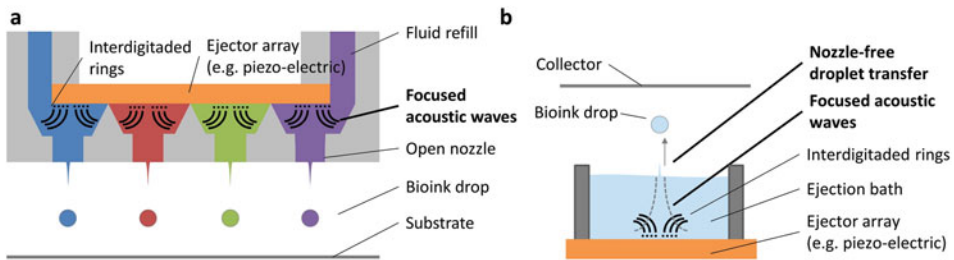 a
Interdigitaded
rings
Ejector array
(e.g. piezo-electric)
Fluid refill
Focused
acoustic waves
Open nozzle
Bioink drop
Substrate
b
Collector
Bioink drop
Nozzle-free
droplet transfer
Focused acoustic
waves
Interdigitaded rings
Ejection bath
Ejector array
(e.g. piezo-electric)